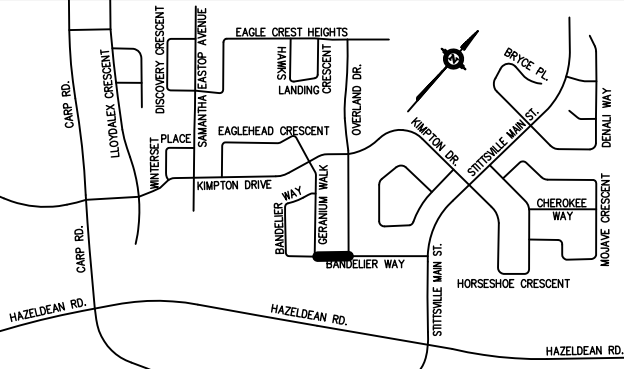 EAGLE CREST HEIGHTS
DISCOVERY CRESCENT
SAMANTHA EASTOP AVENUE
HAWKS
LANDING CRESCENT
OVERLAND DR.
N
BRYCE PL.
DENALI WAY
CARP RD.
LLOYDALEX CRESCENT
WINTERSET PLACE
EAGLEHEAD CRESCENT
KIMPTON DR.
STITTSVILLE MAIN ST.
KIMPTON DRIVE
GERANIUM WALK
BANDELIER WAY
CHEROKEE
WAY
MOJAVE CRESCENT
CARP RD.
BANDELIER WAY
STITTSVILLE MAIN ST.
HORSESHOE CRESCENT
HAZELDEAN RD.
HAZELDEAN RD.
HAZELDEAN RD.